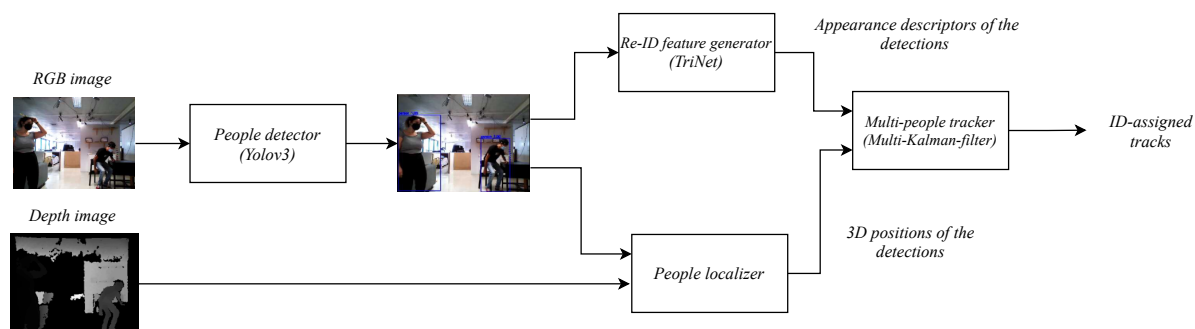 RGB image
People detector
(Yolov3)
Re-ID feature generator
(TriNet)
Appearance descriptors of the
detections
Multi-people tracker
(Multi-Kalman-filter)
ID-assigned
tracks
Depth image
People localizer
3D positions of the
detections